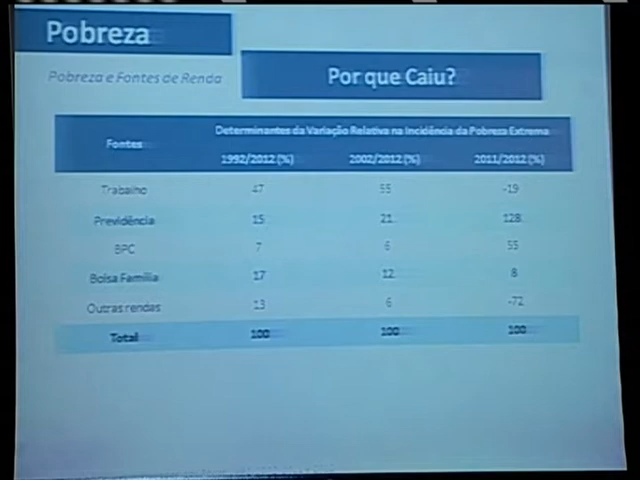 Pobreza
Pobreza e Fontes de Renda
Por que Caiu?
Fontes
Determinantes da Variação Relativa na Incidência da Pobreza Extrema
1992/2012 (%) 2002/2012 (%) 2011/2012 (%)
Trabalho 47 55 -19
Previdência 15 21 128
BPC 7 6 55
Bolsa Família 17 12 8
Outras rendas 13 6 -72
Total 100 100 100